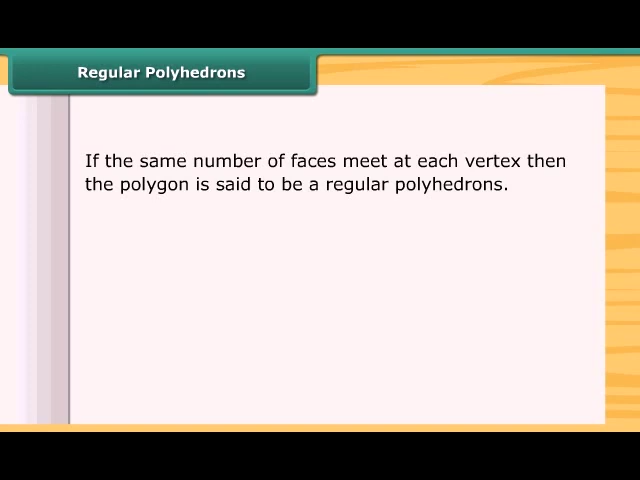 Regular Polyhedrons
If the same number of faces meet at each vertex then
the polygon is said to be a regular polyhedrons.